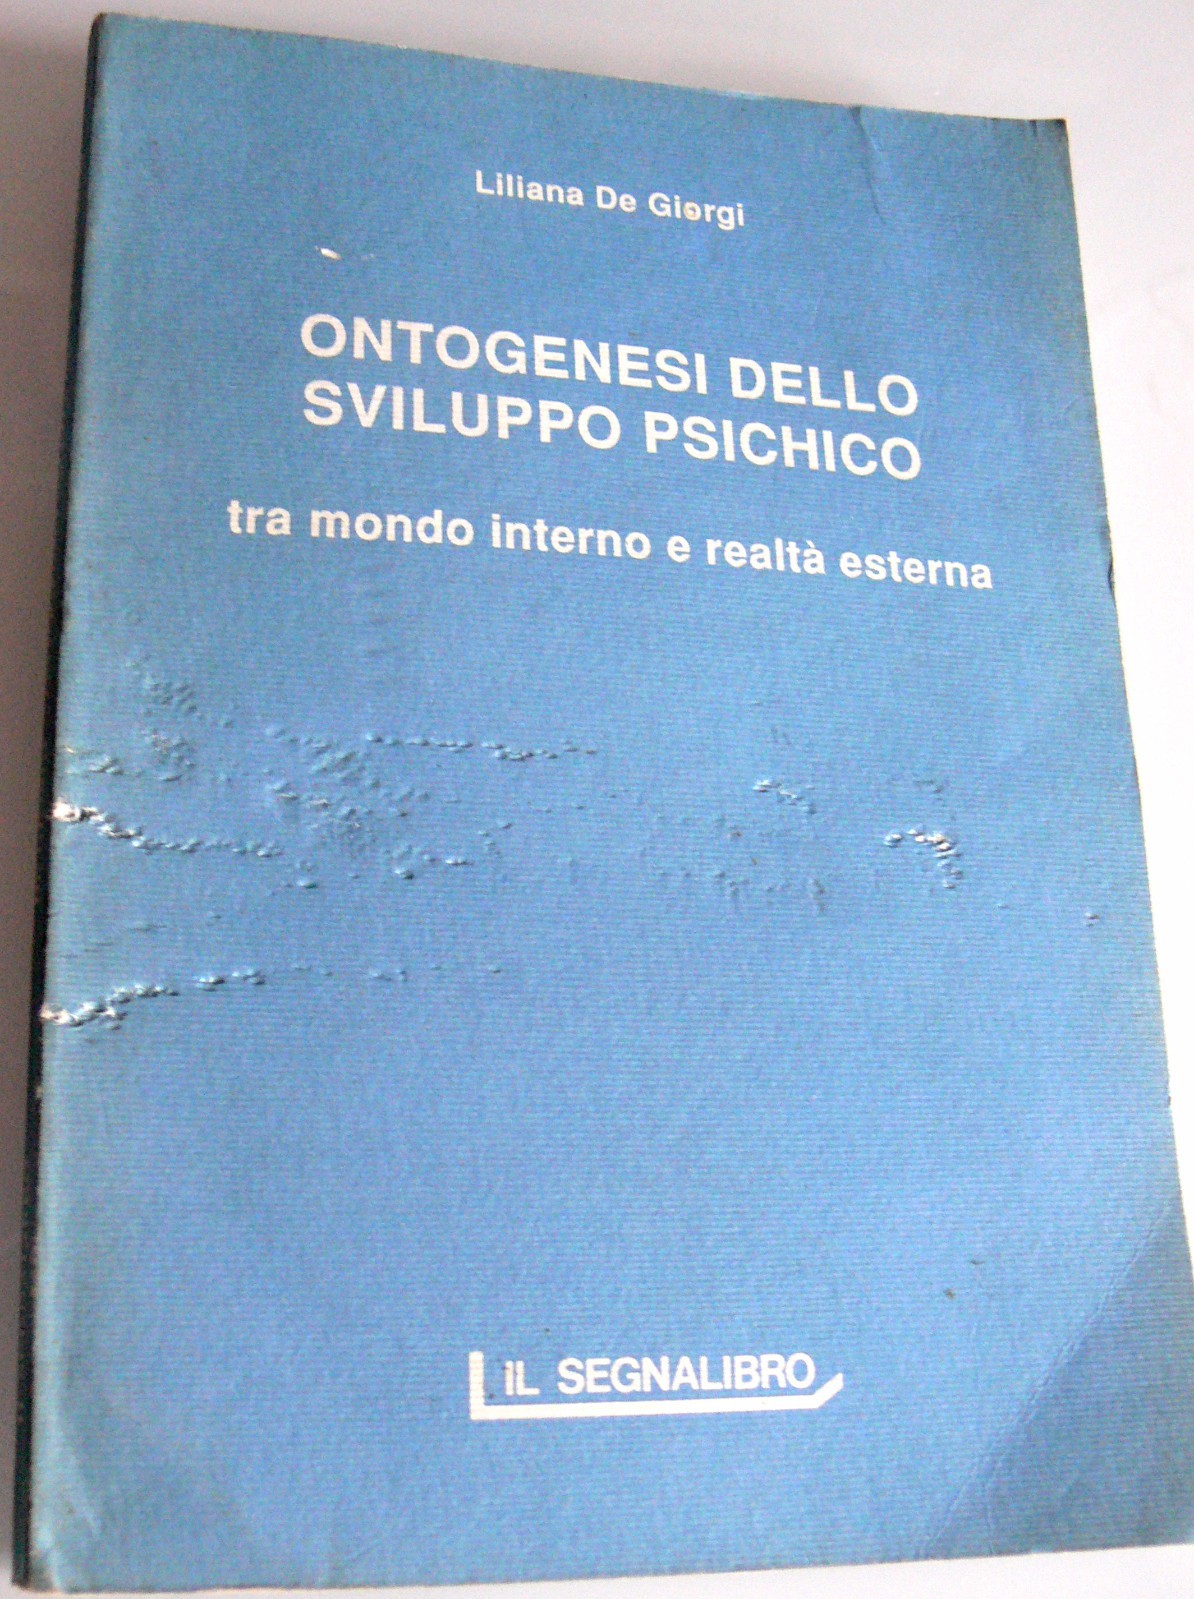 Liliana De Giorgi
ONTOGENESI DELLO
SVILUPPO PSICHICO
tra mondo interno e realtà esterna
IL SEGNALIBRO